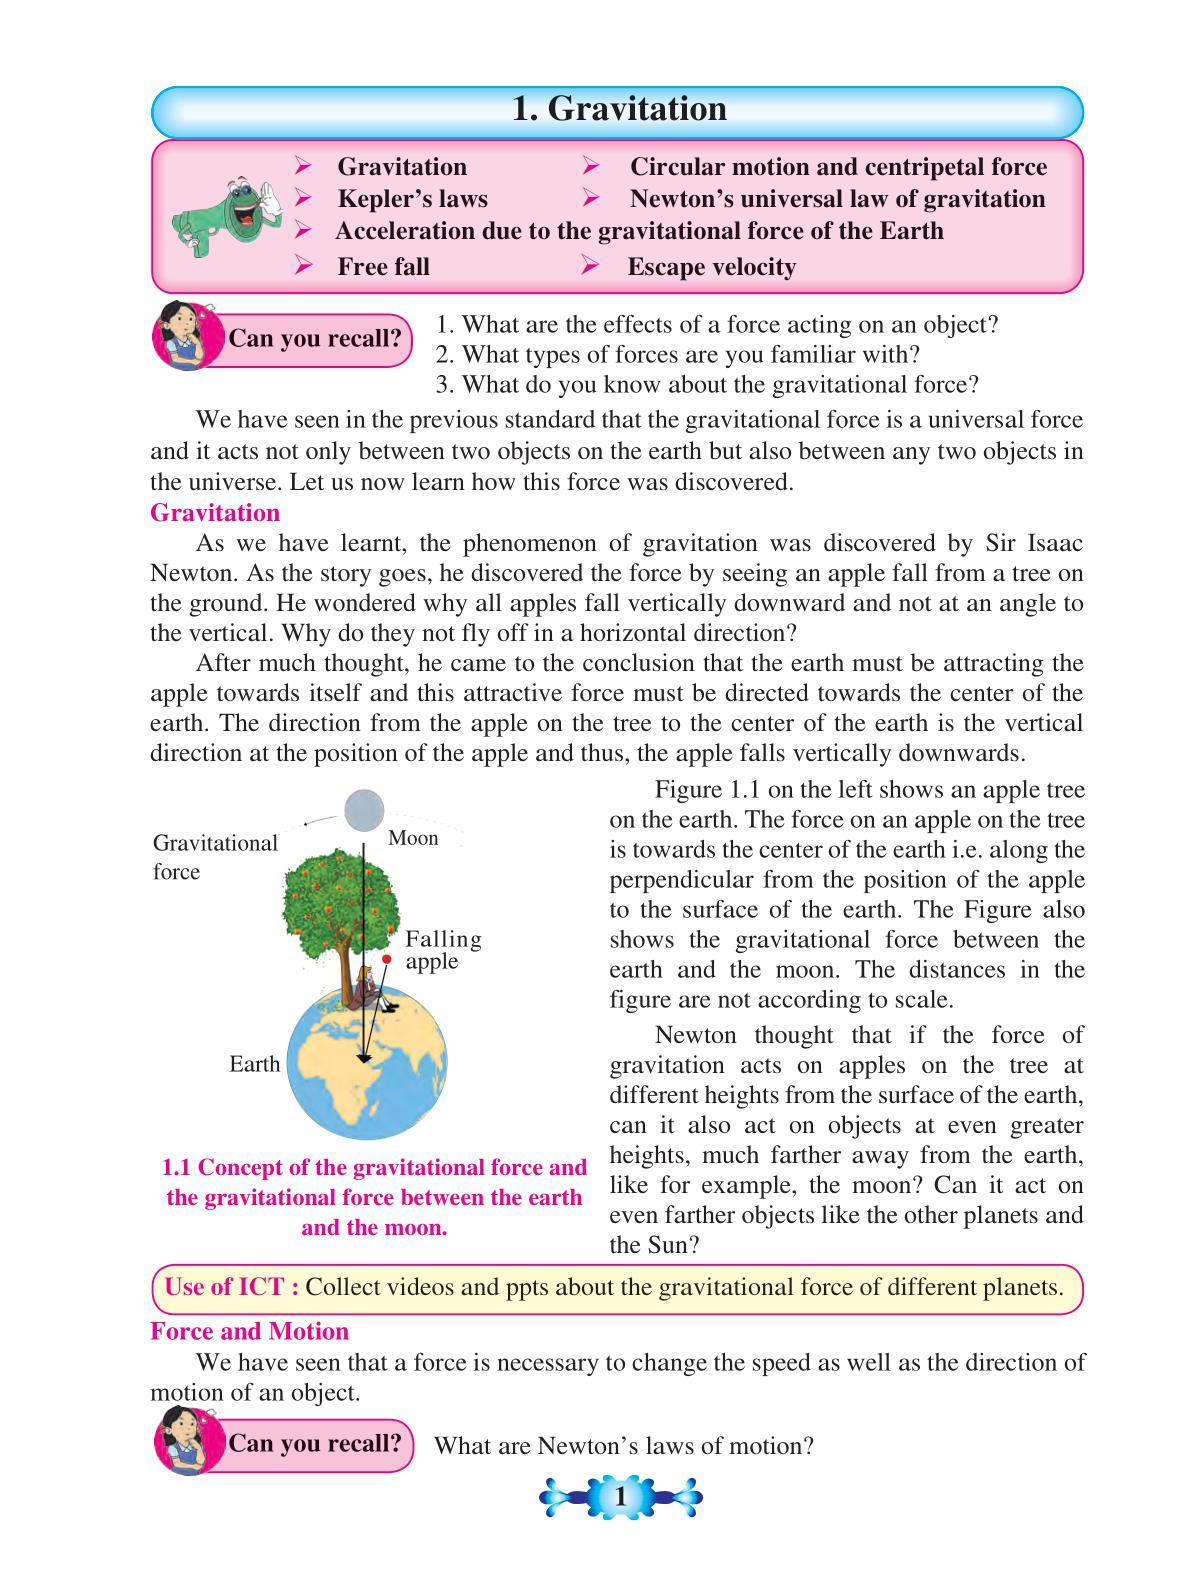 1. Gravitation
Gravitation
Circular motion and centripetal force
Kepler’s laws
Newton’s universal law of gravitation
Acceleration due to the gravitational force of the Earth
Free fall
Escape velocity
Can you recall?
1. What are the effects of a force acting on an object?
2. What types of forces are you familiar with?
3. What do you know about the gravitational force?
We have seen in the previous standard that the gravitational force is a universal force
and it acts not only between two objects on the earth but also between any two objects in
the universe. Let us now learn how this force was discovered.
Gravitation
As we have learnt, the phenomenon of gravitation was discovered by Sir Isaac
Newton. As the story goes, he discovered the force by seeing an apple fall from a tree on
the ground. He wondered why all apples fall vertically downward and not at an angle to
the vertical. Why do they not fly off in a horizontal direction?
After much thought, he came to the conclusion that the earth must be attracting the
apple towards itself and this attractive force must be directed towards the center of the
earth. The direction from the apple on the tree to the center of the earth is the vertical
direction at the position of the apple and thus, the apple falls vertically downwards.
Gravitational
force
Moon
Falling
apple
Earth
1.1 Concept of the gravitational force and
the gravitational force between the earth
and the moon.
Figure 1.1 on the left shows an apple tree
on the earth. The force on an apple on the tree
is towards the center of the earth i.e. along the
perpendicular from the position of the apple
to the surface of the earth. The Figure also
shows the gravitational force between the
earth and the moon. The distances in the
figure are not according to scale.
Newton thought that if the force of
gravitation acts on apples on the tree at
different heights from the surface of the earth,
can it also act on objects at even greater
heights, much farther away from the earth,
like for example, the moon? Can it act on
even farther objects like the other planets and
the Sun?
Use of ICT : Collect videos and ppts about the gravitational force of different planets.
Force and Motion
We have seen that a force is necessary to change the speed as well as the direction of
motion of an object.
Can you recall?
What are Newton’s laws of motion?
1